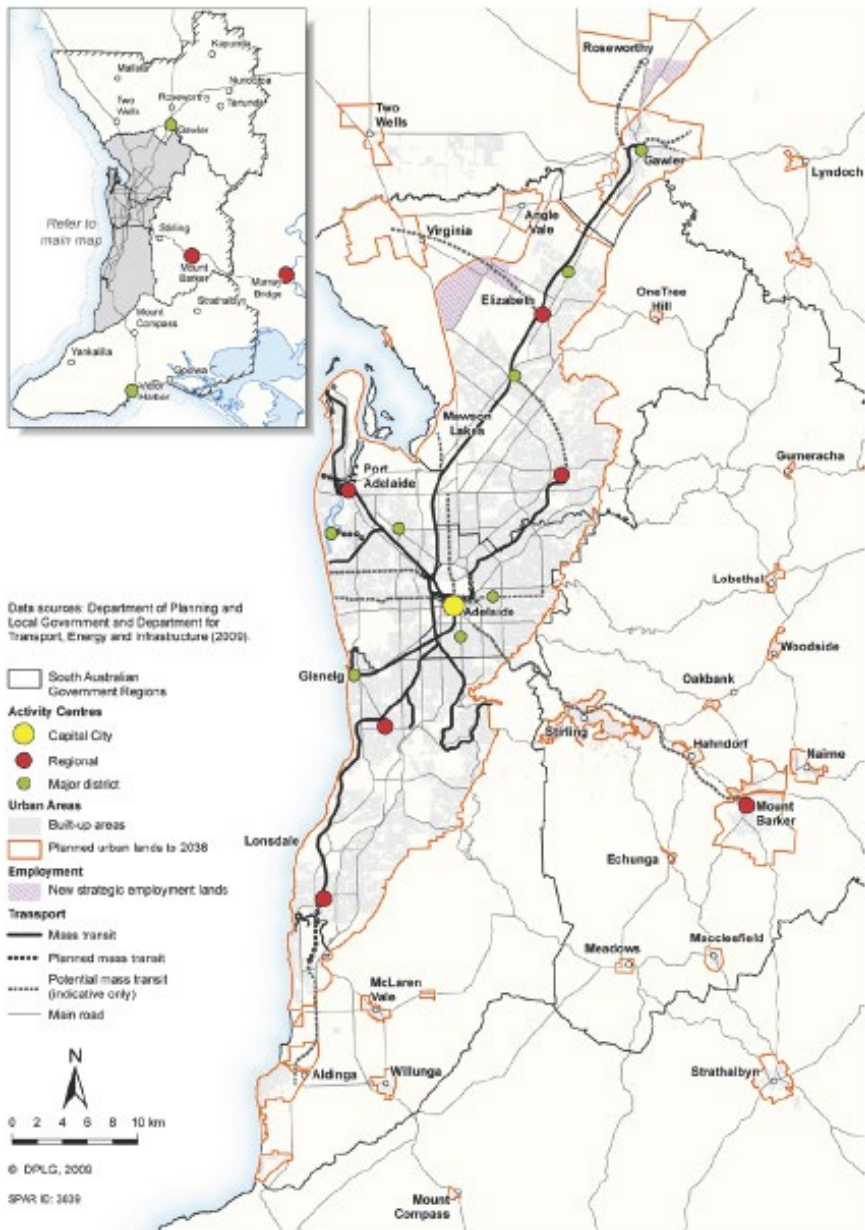 Kapunda
Mallala
Nuriootpa
Two
Wells
Roseworthy
Tanunda
Gawler
Refer to
main map
Stirling
Mount
Barker
Murray
Bridge
Strathalbyn
Mount
Compass
Yankalilla
Goolwa
Victor
Harbor
Roseworthy
Two
Wells
Gawler
Lyndoch
Angle
Vale
Virginia
Elizabeth
One Tree
Hill
Mawson
Lakes
Gumeracha
Port
Adelaide
Lobethal
Adelaide
Woodside
Oakbank
Glenelg
Stirling
Hahndorf
Nairne
Mount
Barker
Lonsdale
Echunga
Meadows
Macclesfield
McLaren
Vale
Aldinga
Willunga
Strathalbyn
Mount
Compass
Data sources: Department of Planning and
Local Government and Department for
Transport, Energy and Infrastructure (2009).
South Australian
Government Regions
Activity Centres
Capital City
Regional
Major district
Urban Areas
Built-up areas
Planned urban lands to 2038
Employment
New strategic employment lands
Transport
Mass transit
Planned mass transit
Potential mass transit
(indicative only)
Main road
N
0 2 4 6 8 10 km
© DPLG, 2009
SPAR ID: 3639